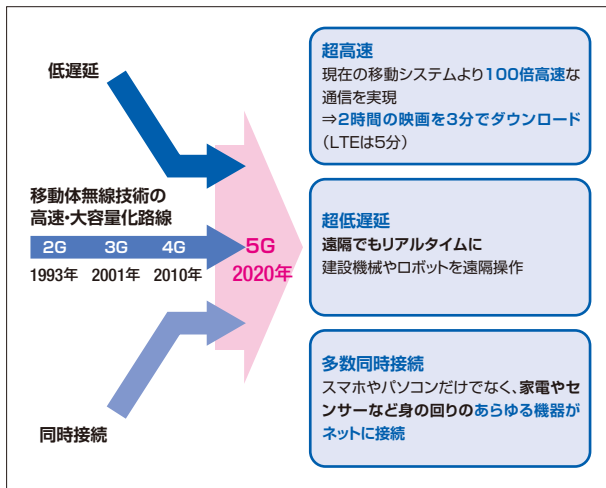 低遅延
移動体無線技術の
高速・大容量化路線
2G 3G 4G 5G
1993年 2001年 2010年 2020年
同時接続
超高速
現在の移動システムより100倍高速な
通信を実現
⇒2時間の映画を3分でダウンロード
(LTEは5分)
超低遅延
遠隔でもリアルタイムに
建設機械やロボットを遠隔操作
多数同時接続
スマホやパソコンだけでなく、家電やセ
ンサーなど身の回りのあらゆる機器が
ネットに接続